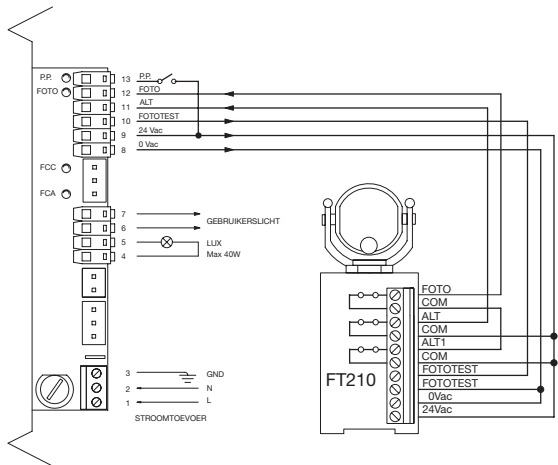 P.P.
13
P.P.
FOTO
12
FOTO
11
ALT
10
FOTOTEST
9
24 Vac
8
0 Vac
FCC
FCA
7
6
GEBRUIKERSLICHT
5
LUX
4
Max 40W
3
GND
2
N
1
L
STROOMTOEVOER
FOTO
COM
ALT
COM
ALT1
COM
FOTOTEST
FOTOTEST
0Vac
24Vac
FT210